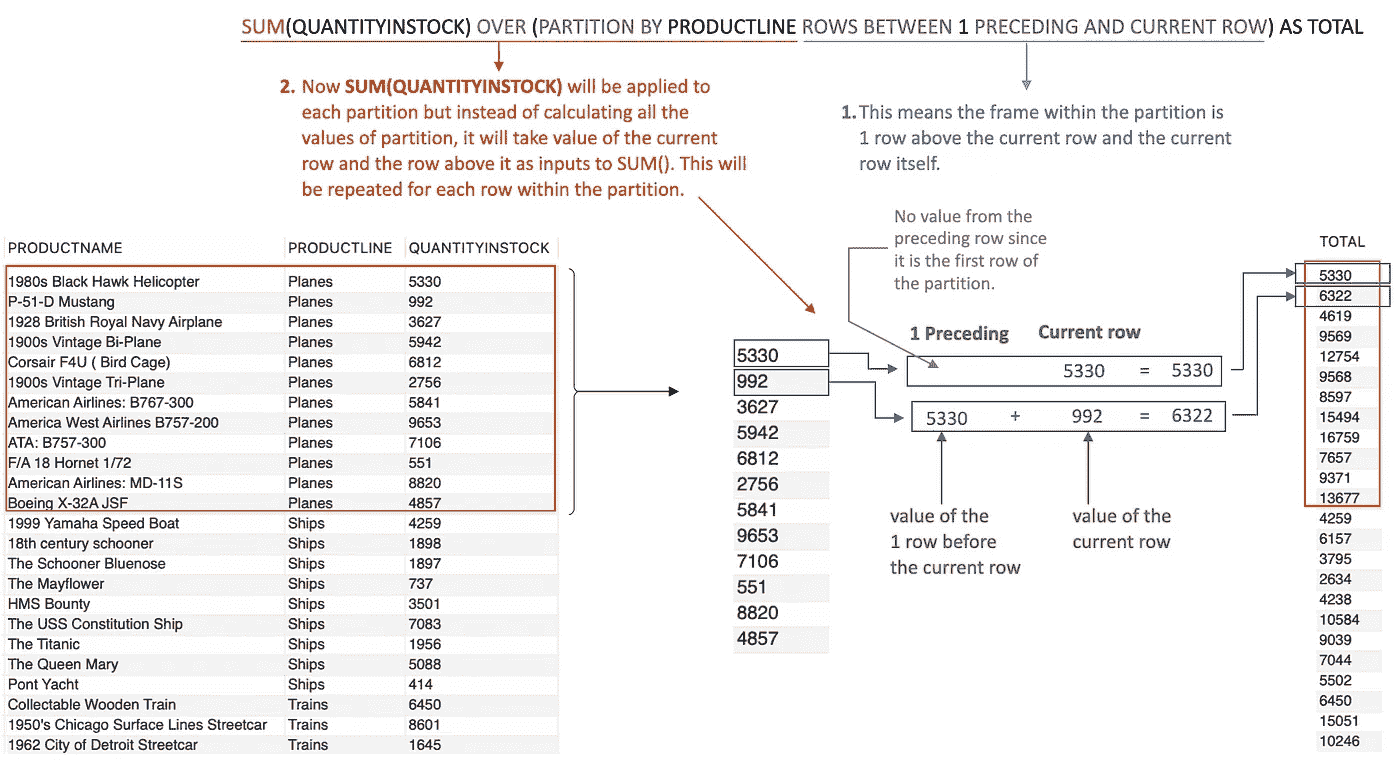 SUM(QUANTITYINSTOCK) OVER (PARTITION BY PRODUCTLINE ROWS BETWEEN 1 PRECEDING AND CURRENT ROW) AS TOTAL
2. Now SUM(QUANTITYINSTOCK) will be applied to
each partition but instead of calculating all the
values of partition, it will take value of the current
row and the row above it as inputs to SUM(). This will
be repeated for each row within the partition.
1. This means the frame within the partition is
1 row above the current row and the current
row itself.
No value from the
preceding row since
it is the first row of
the partition.
PRODUCTNAME PRODUCTLINE QUANTITYINSTOCK
1980s Black Hawk Helicopter Planes 5330
P-51-D Mustang Planes 992
1928 British Royal Navy Airplane Planes 3627
1900s Vintage Bi-Plane Planes 5942
Corsair F4U ( Bird Cage) Planes 6812
1900s Vintage Tri-Plane Planes 2756
American Airlines: B767-300 Planes 5841
America West Airlines B757-200 Planes 9653
ATA: B757-300 Planes 7106
F/A 18 Hornet 1/72 Planes 551
American Airlines: MD-11S Planes 8820
Boeing X-32A JSF Planes 4857
1999 Yamaha Speed Boat Ships 4259
18th century schooner Ships 1898
The Schooner Bluenose Ships 1897
The Mayflower Ships 737
HMS Bounty Ships 3501
The USS Constitution Ship Ships 7083
The Titanic Ships 1956
The Queen Mary Ships 5088
Pont Yacht Ships 414
Collectable Wooden Train Trains 6450
1950's Chicago Surface Lines Streetcar Trains 8601
1962 City of Detroit Streetcar Trains 1645
5330
992
3627
5942
6812
2756
5841
9653
7106
551
8820
4857
1 Preceding Current row
5330 = 5330
5330 + 992 = 6322
value of the
1 row before
the current row
value of the
current row
TOTAL
5330
6322
4619
9569
12754
9568
8597
15494
16759
7657
9371
13677
4259
6157
3795
2634
4238
10584
9039
7044
5502
6450
15051
10246